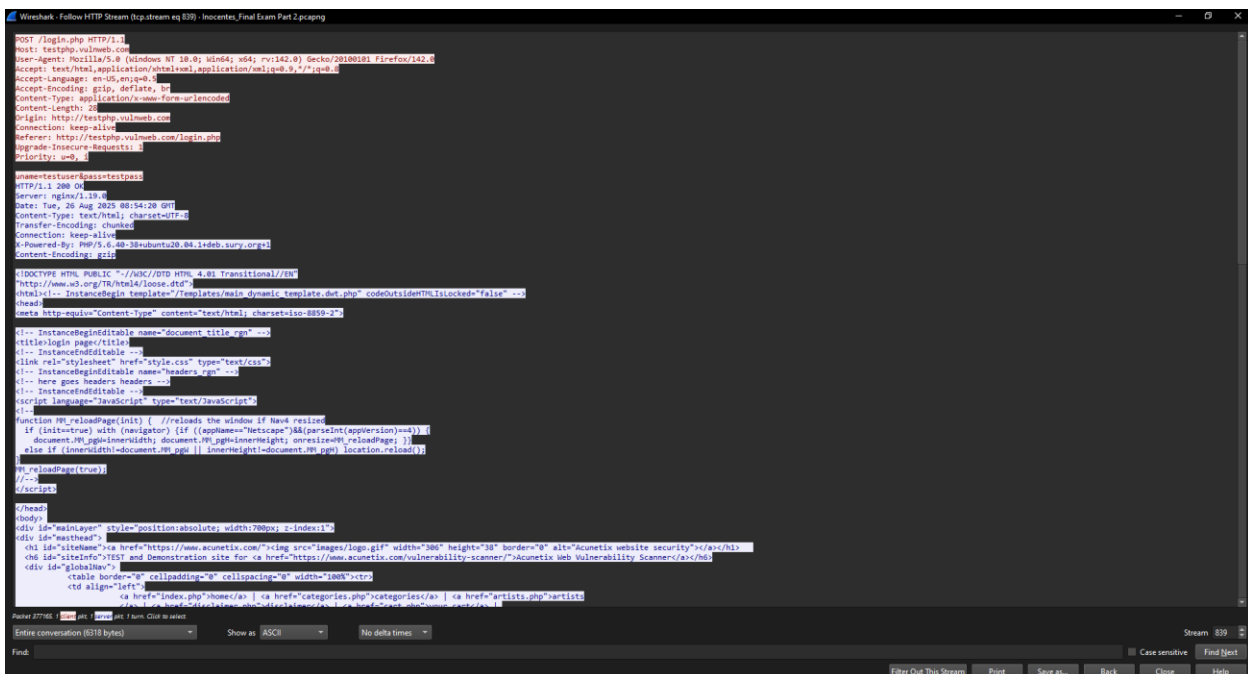 Wireshark · Follow HTTP Stream (tcp.stream eq 839) · Inocentes_Final Exam Part 2.pcapng
POST /login.php HTTP/1.1
Host: testphp.vulnweb.com
User-Agent: Mozilla/5.0 (Windows NT 10.0; Win64; x64; rv:142.0) Gecko/20100101 Firefox/142.0
Accept: text/html,application/xhtml+xml,application/xml;q=0.9,*/*;q=0.8
Accept-Language: en-US,en;q=0.5
Accept-Encoding: gzip, deflate, br
Content-Type: application/x-www-form-urlencoded
Content-Length: 28
Origin: http://testphp.vulnweb.com
Connection: keep-alive
Referer: http://testphp.vulnweb.com/login.php
Upgrade-Insecure-Requests: 1
Priority: u=0, i
uname=testuser&pass=testpass
HTTP/1.1 200 OK
Server: nginx/1.19.0
Date: Tue, 26 Aug 2025 08:54:20 GMT
Content-Type: text/html; charset=UTF-8
Transfer-Encoding: chunked
Connection: keep-alive
X-Powered-By: PHP/5.6.40-38+ubuntu20.04.1+deb.sury.org+1
Content-Encoding: gzip
<!DOCTYPE HTML PUBLIC "-//W3C//DTD HTML 4.01 Transitional//EN"
"http://www.w3.org/TR/html4/loose.dtd">
<html><!-- InstanceBegin template="/Templates/main_dynamic_template.dwt.php" codeOutsideHTMLIsLocked="false" -->
<head>
<meta http-equiv="Content-Type" content="text/html; charset=iso-8859-2">
<!-- InstanceBeginEditable name="document_title_rgn" -->
<title>login page</title>
<!-- InstanceEndEditable -->
<link rel="stylesheet" href="style.css" type="text/css">
<!-- InstanceBeginEditable name="headers_rgn" -->
<!-- here goes headers headers -->
<!-- InstanceEndEditable -->
<script language="JavaScript" type="text/JavaScript">
<!--
function MM_reloadPage(init) {  //reloads the window if Nav4 resized
if (init==true) with (navigator) {if ((appName=="Netscape")&&(parseInt(appVersion)==4)) {
document.MM_pgW=innerWidth; document.MM_pgH=innerHeight; onresize=MM_reloadPage; }}
else if (innerWidth!=document.MM_pgW || innerHeight!=document.MM_pgH) location.reload();
}
MM_reloadPage(true);
//-->
</script>
</head>
<body>
<div id="mainLayer" style="position:absolute; width:700px; z-index:1">
<div id="masthead">
<h1 id="siteName"><a href="https://www.acunetix.com/"><img src="images/logo.gif" width="306" height="38" border="0" alt="Acunetix website security"></a></h1>
<h6 id="siteInfo">TEST and Demonstration site for <a href="https://www.acunetix.com/vulnerability-scanner/">Acunetix Web Vulnerability Scanner</a></h6>
<div id="globalNav">
<table border="0" cellpadding="0" cellspacing="0" width="100%"><tr>
<td align="left">
<a href="index.php">home</a> | <a href="categories.php">categories</a> | <a href="artists.php">artists
</a> | <a href="disclaimer.php">disclaimer</a> | <a href="cart.php">your cart</a> |
Packet 377165. 1 client pkt, 1 server pkt, 1 turn. Click to select.
Entire conversation (6318 bytes) Show as ASCII No delta times Stream 839
Find: Case sensitive Find Next
Filter Out This Stream Print Save as... Back Close Help